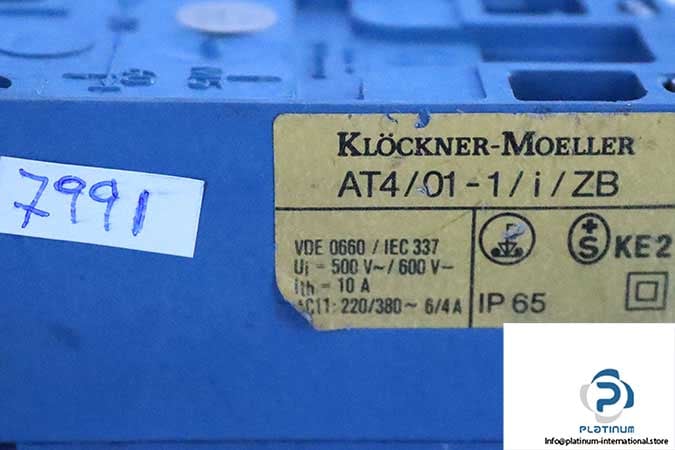 KLÖCKNER-MOELLER
AT4/01-1/i/ZB
7991
VDE 0660 / IEC 337
Ui = 500 V~/ 600 V-
Ith = 10 A
AC11: 220/380~ 6/4A
IP 65
S KE2
PLATINUM
Info@platinum-international.store